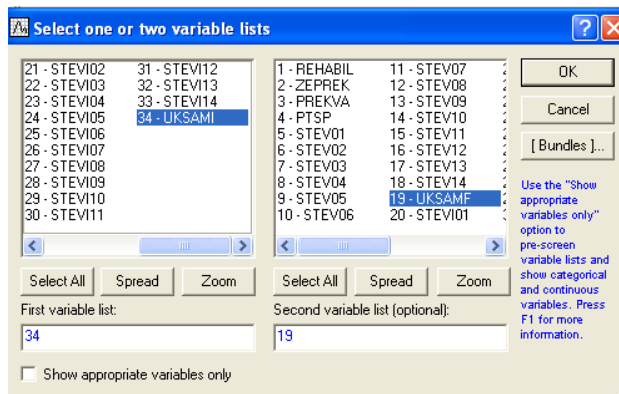 Select one or two variable lists
21 - STEVI02 31 - STEVI12
22 - STEVI03 32 - STEVI13
23 - STEVI04 33 - STEVI14
24 - STEVI05 34 - UKSAMI
25 - STEVI06
26 - STEVI07
27 - STEVI08
28 - STEVI09
29 - STEVI10
30 - STEVI11
1 - REHABIL 11 - STEV07
2 - ZEPREK 12 - STEV08
3 - PREKVA 13 - STEV09
4 - PTSP 14 - STEV10
5 - STEV01 15 - STEV11
6 - STEV02 16 - STEV12
7 - STEV03 17 - STEV13
8 - STEV04 18 - STEV14
9 - STEV05 19 - UKSAMF
10 - STEV06 20 - STEVI01
OK
Cancel
[ Bundles ]...
Use the "Show
appropriate
variables only"
option to
pre-screen
variable lists and
show categorical
and continuous
variables. Press
F1 for more
information.
Select All Spread Zoom
Select All Spread Zoom
First variable list:
34
Second variable list (optional):
19
Show appropriate variables only